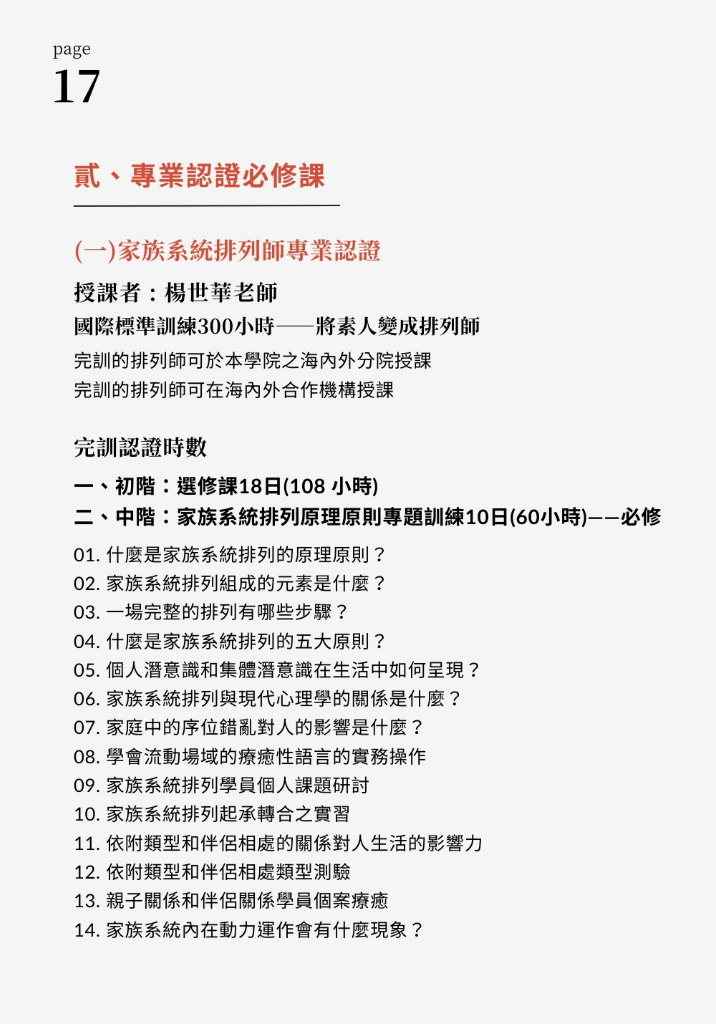 page
17
貳、專業認證必修課
(一)家族系統排列師專業認證
授課者：楊世華老師
國際標準訓練300小時——將素人變成排列師
完訓的排列師可於本學院之海內外分院授課
完訓的排列師可在海內外合作機構授課
完訓認證時數
一、初階：選修課18日(108 小時)
二、中階：家族系統排列原理原則專題訓練10日(60小時)——必修
01. 什麼是家族系統排列的原理原則？
02. 家族系統排列組成的元素是什麼？
03. 一場完整的排列有哪些步驟？
04. 什麼是家族系統排列的五大原則？
05. 個人潛意識和集體潛意識在生活中如何呈現？
06. 家族系統排列與現代心理學的關係是什麼？
07. 家庭中的序位錯亂對人的影響是什麼？
08. 學會流動場域的療癒性語言的實務操作
09. 家族系統排列學員個人課題研討
10. 家族系統排列起承轉合之實習
11. 依附類型和伴侶相處的關係對人生活的影響力
12. 依附類型和伴侶相處類型測驗
13. 親子關係和伴侶關係學員個案療癒
14. 家族系統內在動力運作會有什麼現象？